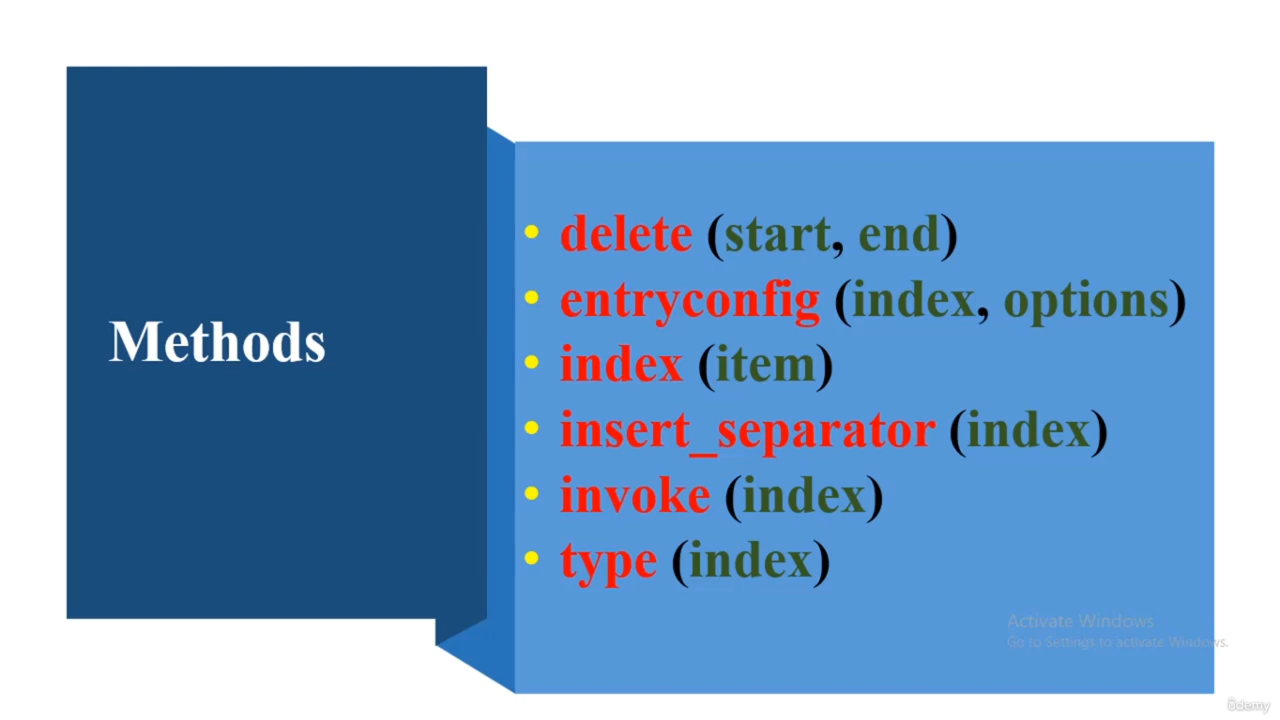 Methods
• delete (start, end)
• entryconfig (index, options)
• index (item)
• insert_separator (index)
• invoke (index)
• type (index)
Activate Windows
Go to Settings to activate Windows.
ûdemy